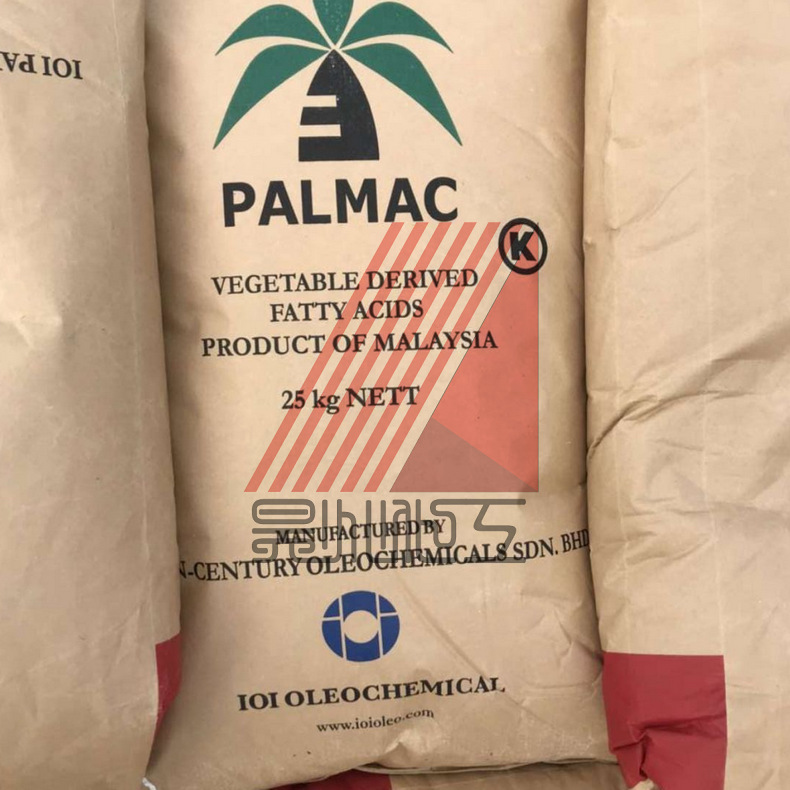 IOI PA
PALMAC
K
VEGETABLE DERIVED
FATTY ACIDS
PRODUCT OF MALAYSIA
25 kg NETT
MANUFACTURED BY
N-CENTURY OLEOCHEMICALS SDN. BHD
IOI OLEOCHEMICAL
www.ioioleo.com